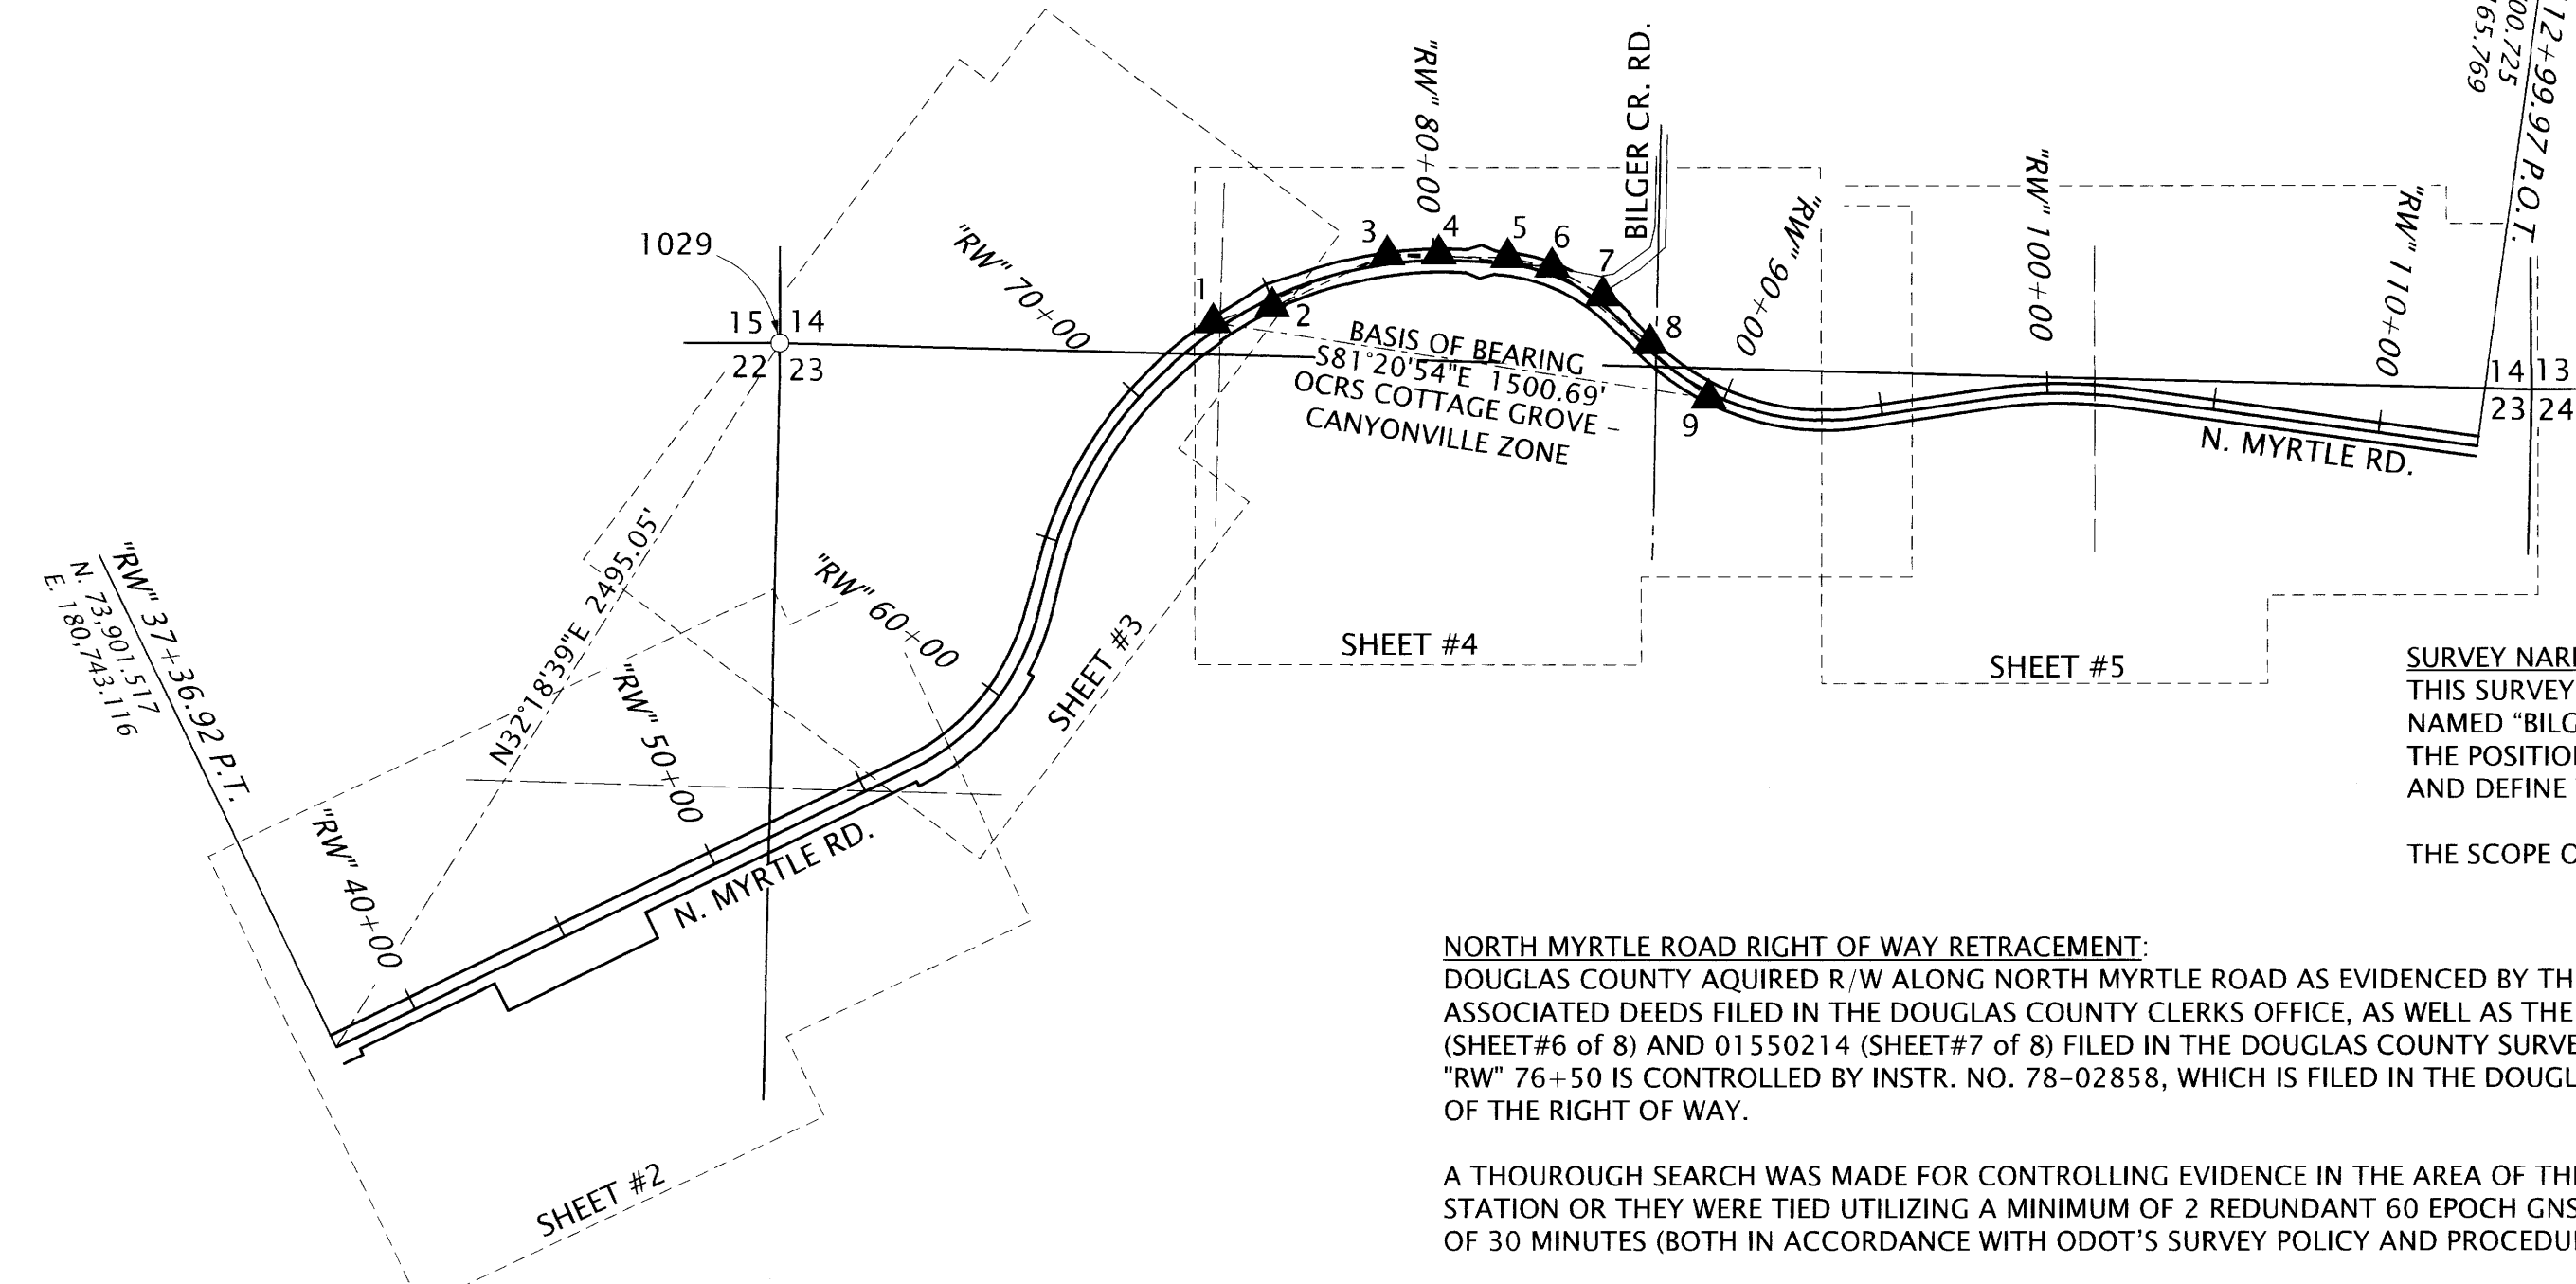 1029
15 14
22 23
"RW" 37+36.92 P.T.
N. 73,901.517
E. 180,743.116
N32°18'39"E 2495.05'
"RW" 40+00
"RW" 50+00
"RW" 60+00
"RW" 70+00
"RW" 80+00
"RW" 90+00
"RW" 100+00
"RW" 110+00
12+99.97 P.O.T.
00.725
65.769
1
2
3
4
5
6
7
8
9
BILGER CR. RD.
BASIS OF BEARING
S81°20'54"E 1500.69'
OCRS COTTAGE GROVE -
CANYONVILLE ZONE
14 13
23 24
N. MYRTLE RD.
N. MYRTLE RD.
SHEET #2
SHEET #3
SHEET #4
SHEET #5
SURVEY NAR
THIS SURVEY
NAMED “BILG
THE POSITIO
AND DEFINE
THE SCOPE O
NORTH MYRTLE ROAD RIGHT OF WAY RETRACEMENT:
DOUGLAS COUNTY AQUIRED R/W ALONG NORTH MYRTLE ROAD AS EVIDENCED BY TH
ASSOCIATED DEEDS FILED IN THE DOUGLAS COUNTY CLERKS OFFICE, AS WELL AS THE
(SHEET#6 of 8) AND 01550214 (SHEET#7 of 8) FILED IN THE DOUGLAS COUNTY SURVE
"RW" 76+50 IS CONTROLLED BY INSTR. NO. 78-02858, WHICH IS FILED IN THE DOUGL
OF THE RIGHT OF WAY.
A THOUROUGH SEARCH WAS MADE FOR CONTROLLING EVIDENCE IN THE AREA OF TH
STATION OR THEY WERE TIED UTILIZING A MINIMUM OF 2 REDUNDANT 60 EPOCH GNS
OF 30 MINUTES (BOTH IN ACCORDANCE WITH ODOT'S SURVEY POLICY AND PROCEDU